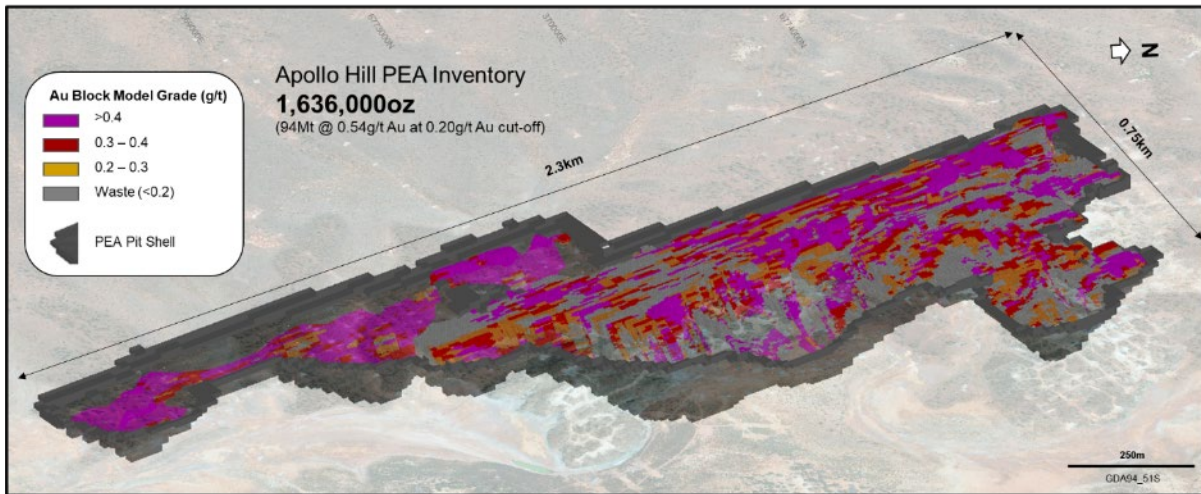 6773000N
6774000N
N
Apollo Hill PEA Inventory
1,636,000oz
(94Mt @ 0.54g/t Au at 0.20g/t Au cut-off)
Au Block Model Grade (g/t)
>0.4
0.3 – 0.4
0.2 – 0.3
Waste (<0.2)
PEA Pit Shell
2.3km
0.75km
250m
GDA94_51S